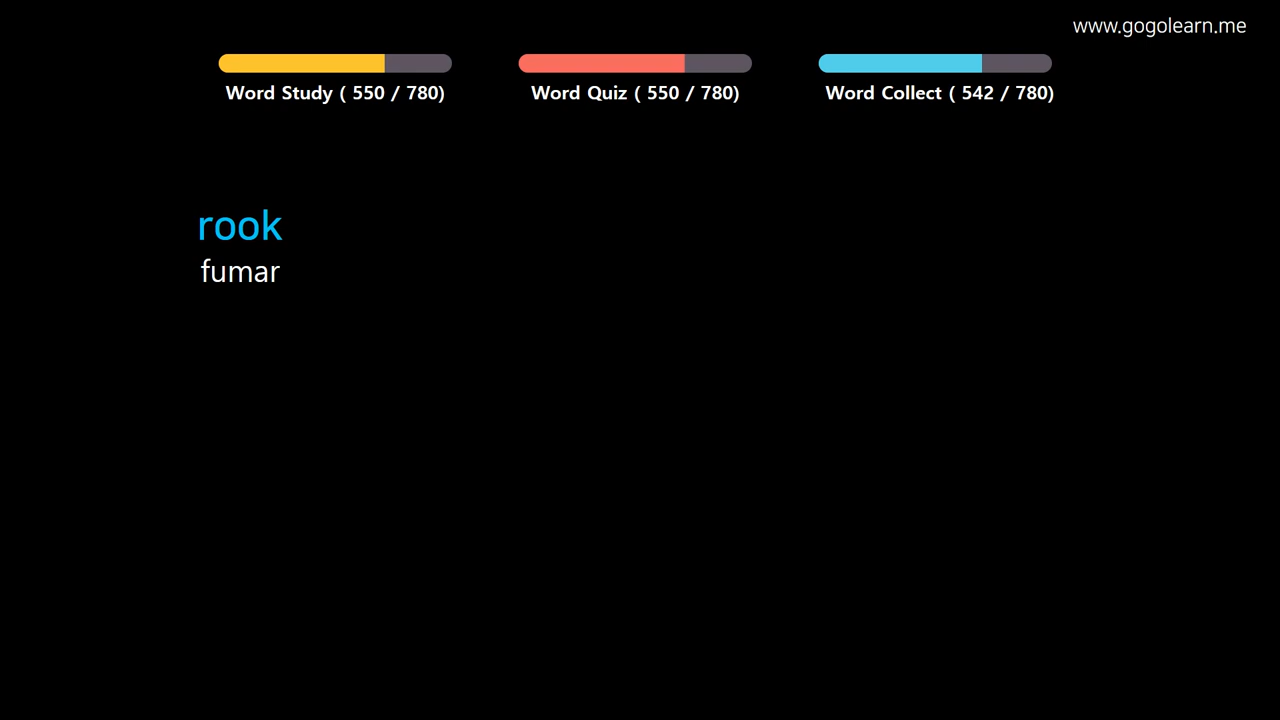 www.gogolearn.me
Word Study ( 550 / 780)
Word Quiz ( 550 / 780)
Word Collect ( 542 / 780)
rook
fumar